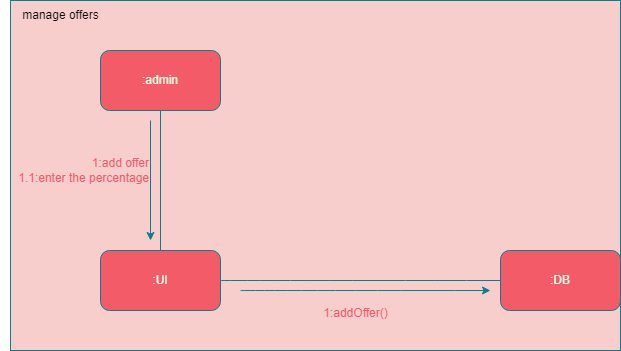 manage offers
:admin
1:add offer
1.1:enter the percentage
:UI
:DB
1:addOffer()